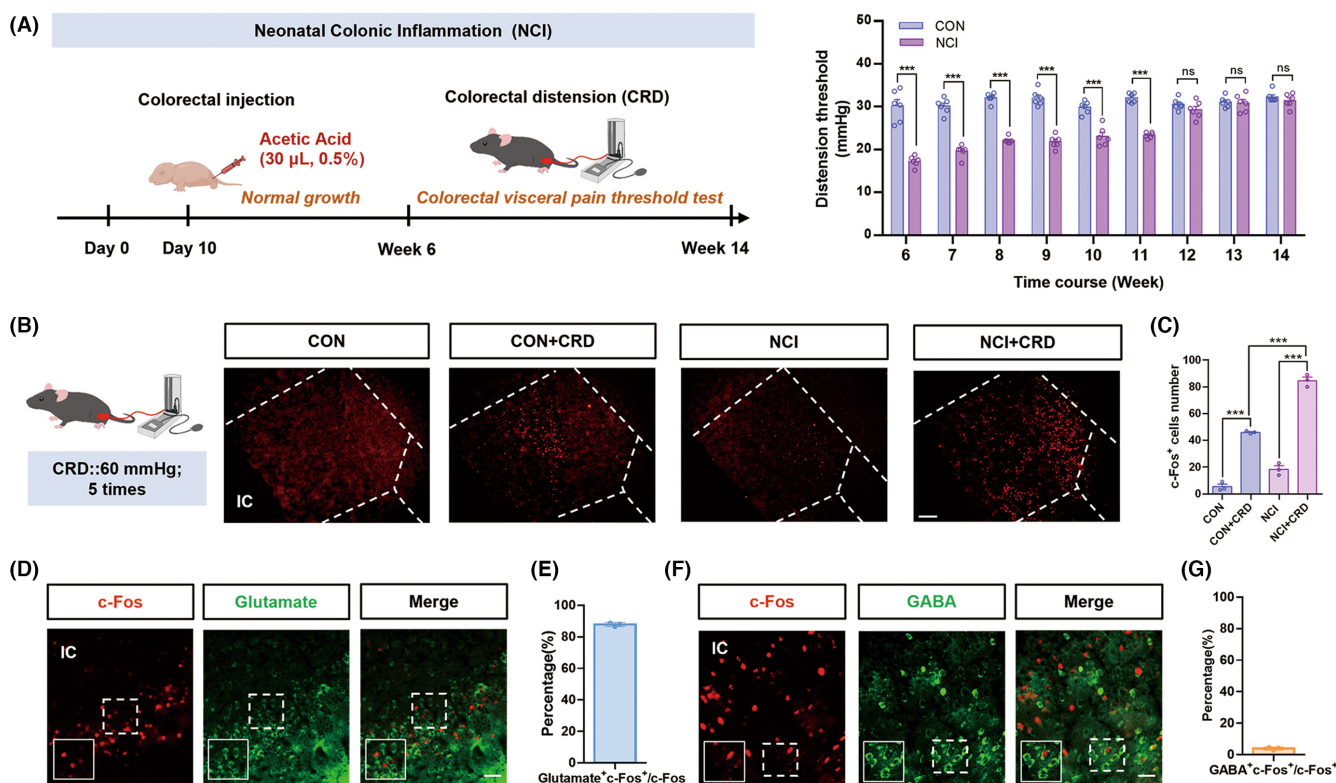 (A)
Neonatal Colonic Inflammation (NCI)
Colorectal injection
Acetic Acid
(30 μL, 0.5%)
Normal growth
Colorectal distension (CRD)
Colorectal visceral pain threshold test
Day 0
Day 10
Week 6
Week 14
Distension threshold
(mmHg)
50
40
30
20
10
0
CON
NCI
***
***
***
***
***
***
ns
ns
ns
6
7
8
9
10
11
12
13
14
Time course (Week)
(B)
CRD::60 mmHg;
5 times
CON
CON+CRD
NCI
NCI+CRD
IC
(C)
c-Fos⁺ cells number
100
80
60
40
20
0
***
***
***
CON
CON+CRD
NCI
NCI+CRD
(D)
c-Fos
Glutamate
Merge
IC
(E)
Percentage(%)
100
80
60
40
20
0
Glutamate⁺c-Fos⁺/c-Fos
(F)
c-Fos
GABA
Merge
IC
(G)
Percentage(%)
100
80
60
40
20
0
GABA⁺c-Fos⁺/c-Fos⁺